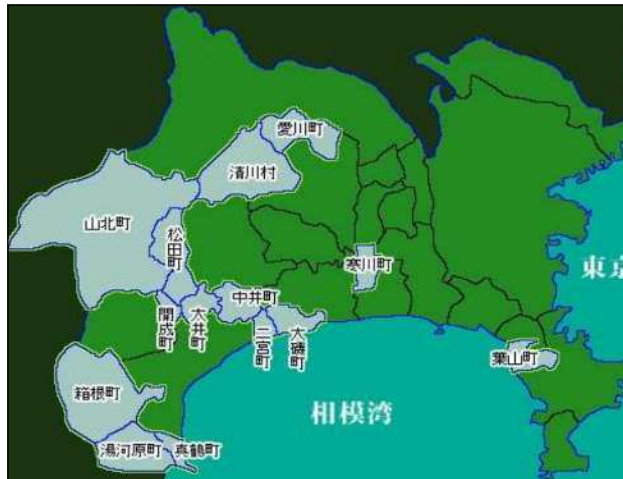 愛川町
清川村
山北町
松田町
寒川町
東京
中井町
開成町
大井町
二宮町
大磯町
葉山町
箱根町
相模湾
湯河原町
真鶴町